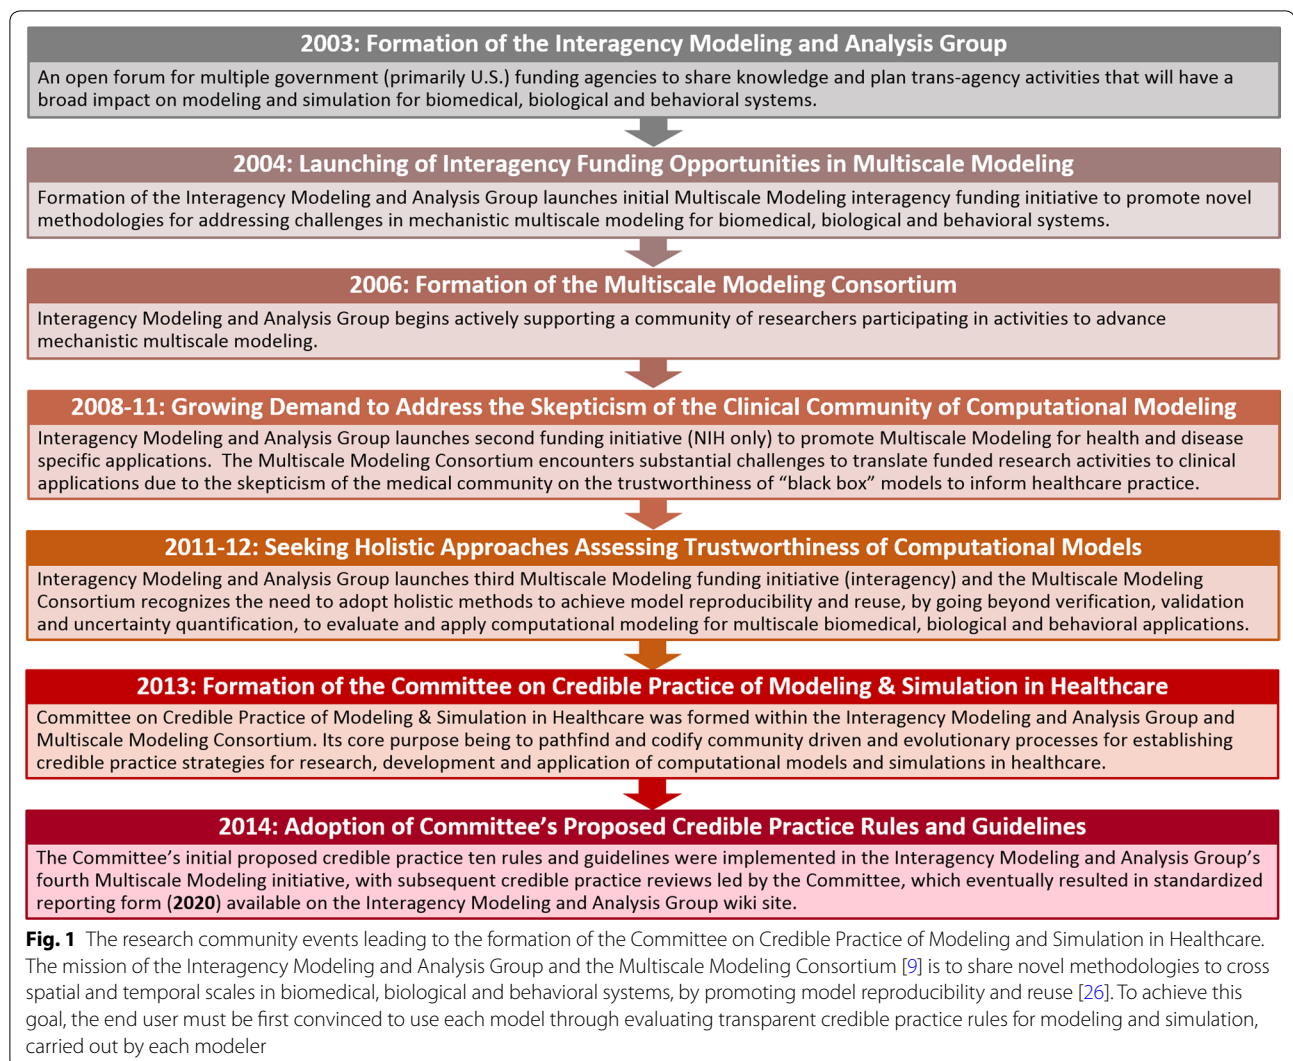 2003: Formation of the Interagency Modeling and Analysis Group
An open forum for multiple government (primarily U.S.) funding agencies to share knowledge and plan trans-agency activities that will have a
broad impact on modeling and simulation for biomedical, biological and behavioral systems.
2004: Launching of Interagency Funding Opportunities in Multiscale Modeling
Formation of the Interagency Modeling and Analysis Group launches initial Multiscale Modeling interagency funding initiative to promote novel
methodologies for addressing challenges in mechanistic multiscale modeling for biomedical, biological and behavioral systems.
2006: Formation of the Multiscale Modeling Consortium
Interagency Modeling and Analysis Group begins actively supporting a community of researchers participating in activities to advance
mechanistic multiscale modeling.
2008-11: Growing Demand to Address the Skepticism of the Clinical Community of Computational Modeling
Interagency Modeling and Analysis Group launches second funding initiative (NIH only) to promote Multiscale Modeling for health and disease
specific applications.  The Multiscale Modeling Consortium encounters substantial challenges to translate funded research activities to clinical
applications due to the skepticism of the medical community on the trustworthiness of “black box” models to inform healthcare practice.
2011-12: Seeking Holistic Approaches Assessing Trustworthiness of Computational Models
Interagency Modeling and Analysis Group launches third Multiscale Modeling funding initiative (interagency) and the Multiscale Modeling
Consortium recognizes the need to adopt holistic methods to achieve model reproducibility and reuse, by going beyond verification, validation
and uncertainty quantification, to evaluate and apply computational modeling for multiscale biomedical, biological and behavioral applications.
2013: Formation of the Committee on Credible Practice of Modeling & Simulation in Healthcare
Committee on Credible Practice of Modeling & Simulation in Healthcare was formed within the Interagency Modeling and Analysis Group and
Multiscale Modeling Consortium. Its core purpose being to pathfind and codify community driven and evolutionary processes for establishing
credible practice strategies for research, development and application of computational models and simulations in healthcare.
2014: Adoption of Committee’s Proposed Credible Practice Rules and Guidelines
The Committee’s initial proposed credible practice ten rules and guidelines were implemented in the Interagency Modeling and Analysis Group’s
fourth Multiscale Modeling initiative, with subsequent credible practice reviews led by the Committee, which eventually resulted in standardized
reporting form (2020) available on the Interagency Modeling and Analysis Group wiki site.
Fig. 1 The research community events leading to the formation of the Committee on Credible Practice of Modeling and Simulation in Healthcare.
The mission of the Interagency Modeling and Analysis Group and the Multiscale Modeling Consortium [9] is to share novel methodologies to cross
spatial and temporal scales in biomedical, biological and behavioral systems, by promoting model reproducibility and reuse [26]. To achieve this
goal, the end user must be first convinced to use each model through evaluating transparent credible practice rules for modeling and simulation,
carried out by each modeler